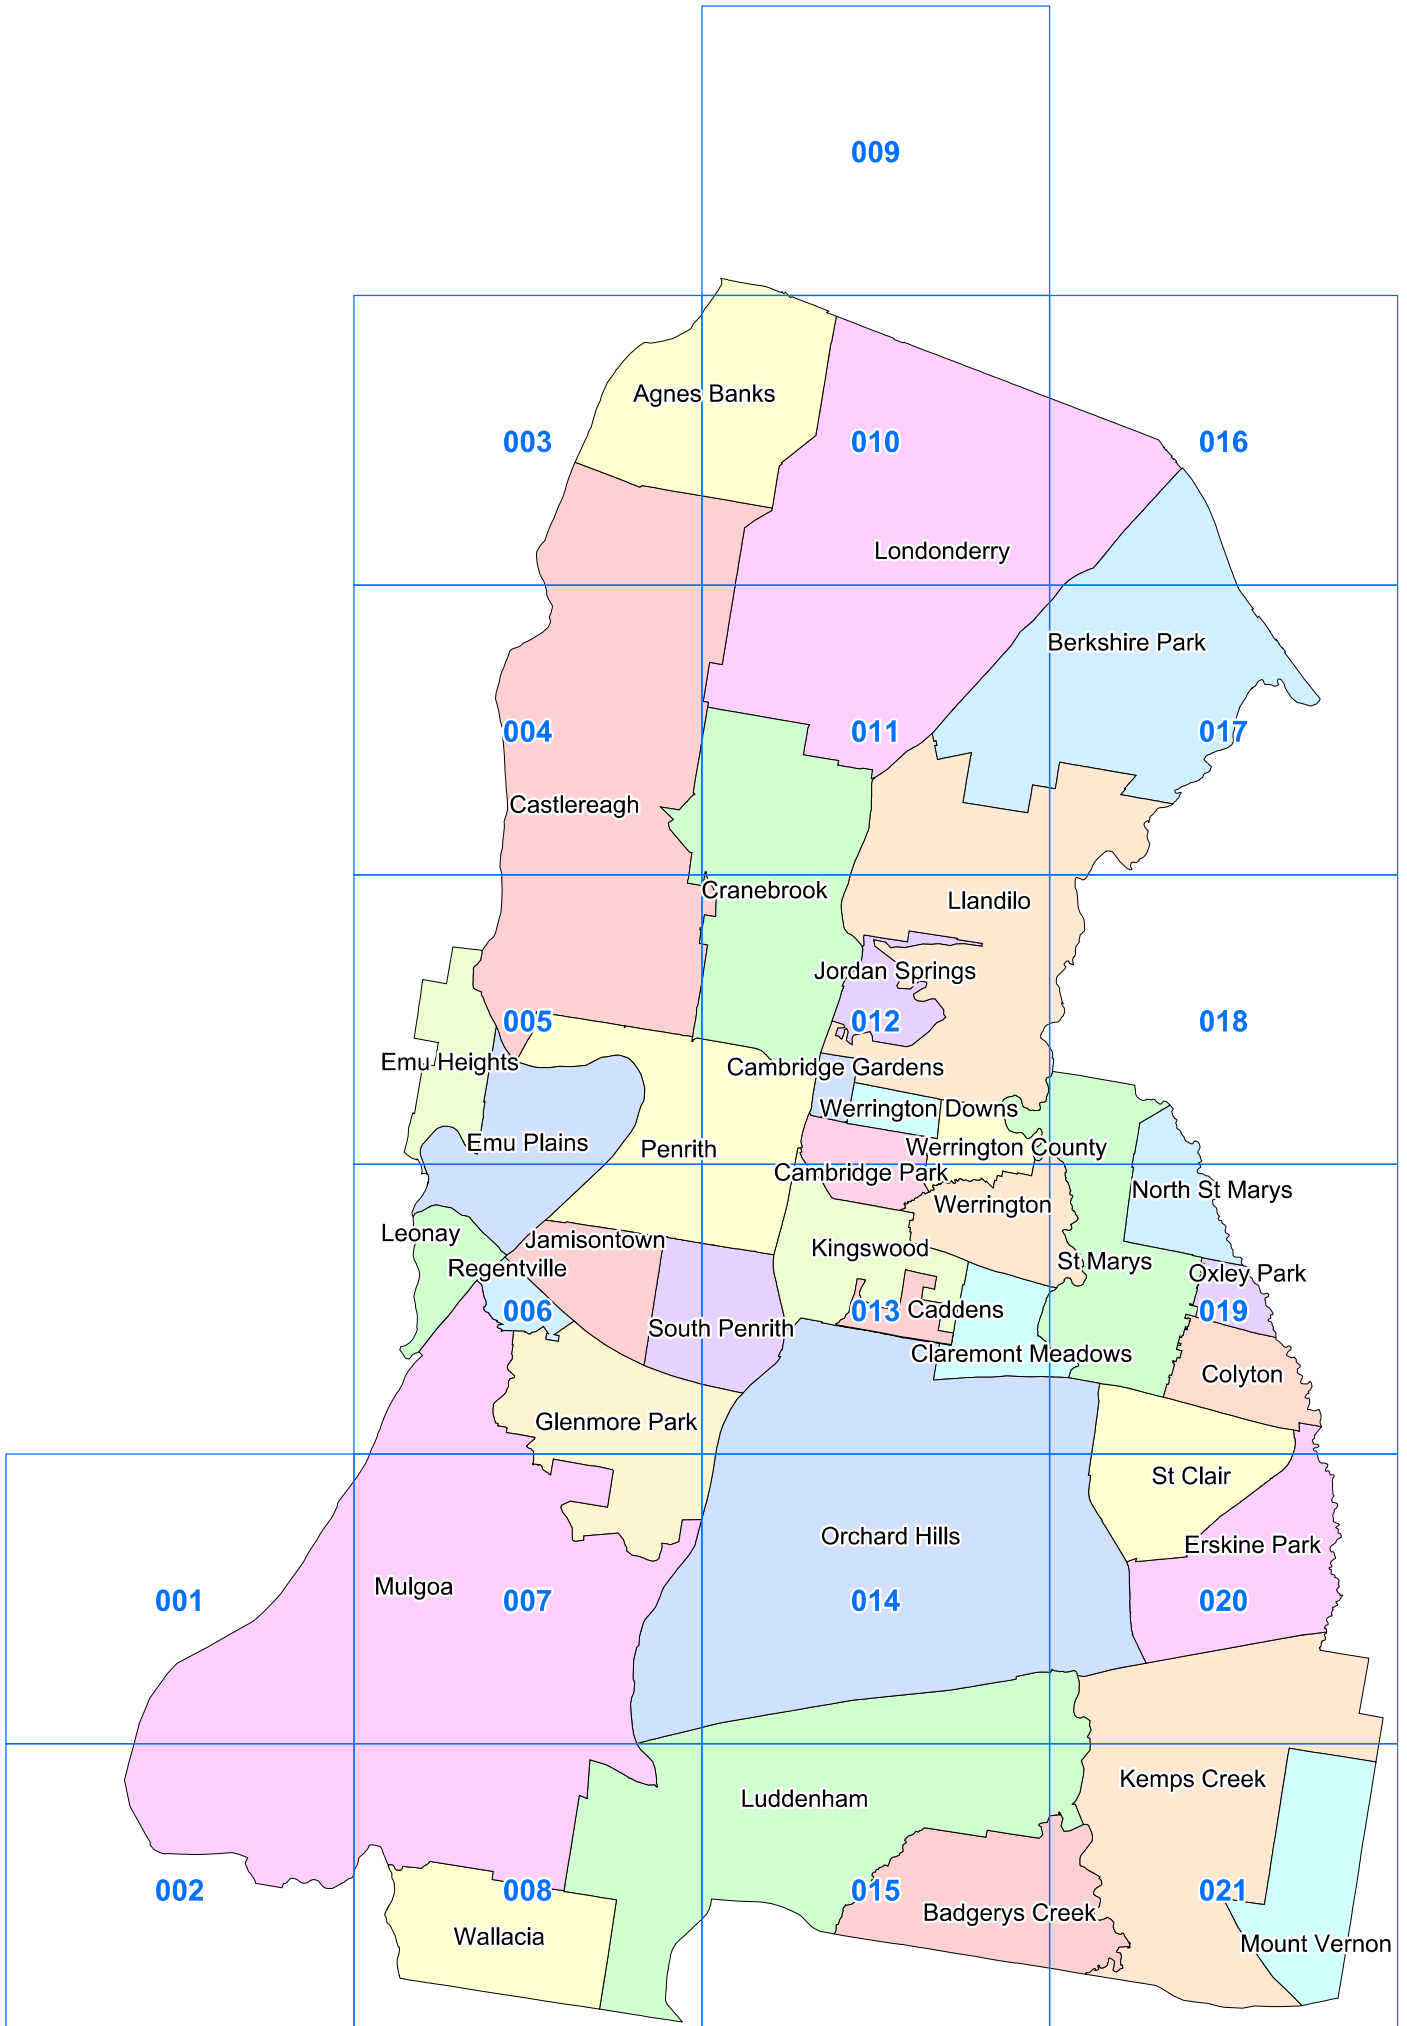 009
Agnes Banks
003
010
016
Londonderry
Berkshire Park
004
011
017
Castlereagh
Cranebrook
Llandilo
Jordan Springs
005
012
018
Emu Heights
Cambridge Gardens
Werrington Downs
Emu Plains
Penrith
Werrington County
Cambridge Park
North St Marys
Werrington
Leonay
Jamisontown
Kingswood
St Marys
Regentville
Oxley Park
006
013
Caddens
019
South Penrith
Claremont Meadows
Colyton
Glenmore Park
St Clair
Orchard Hills
Erskine Park
Mulgoa
001
007
014
020
Kemps Creek
Luddenham
002
008
015
021
Badgerys Creek
Wallacia
Mount Vernon